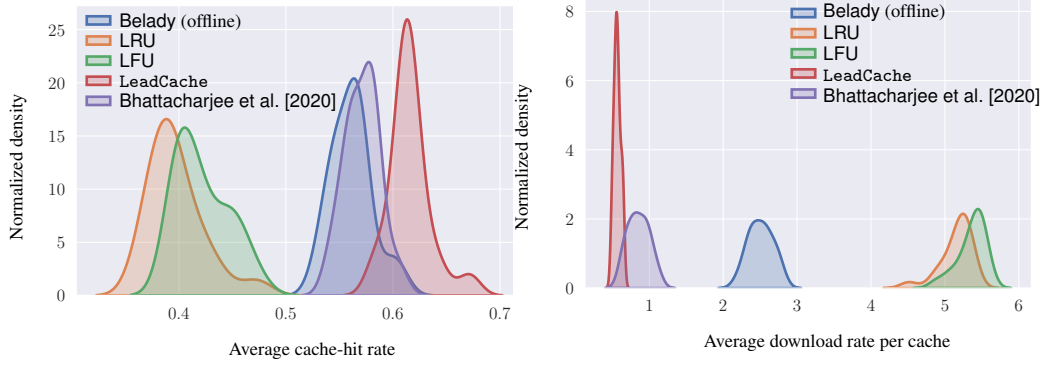 Normalized density
25
20
15
10
5
0
Belady (offline)
LRU
LFU
LeadCache
Bhattacharjee et al. [2020]
0.4
0.5
0.6
0.7
Average cache-hit rate
Normalized density
8
6
4
2
0
Belady (offline)
LRU
LFU
LeadCache
Bhattacharjee et al. [2020]
1
2
3
4
5
6
Average download rate per cache